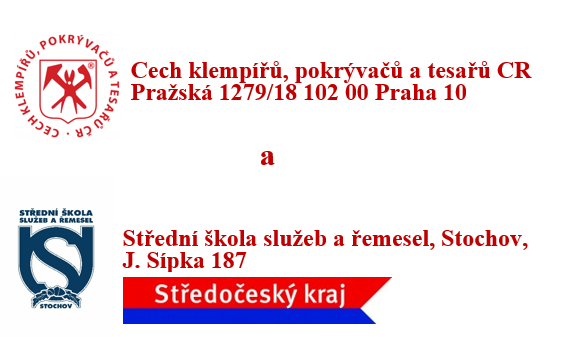 CECH KLEMPÍŘŮ, POKRÝVAČŮ A TESAŘŮ ČR ·
®
Cech klempířů, pokrývačů a tesařů CR
Pražská 1279/18 102 00 Praha 10
a
STŘEDNÍ ŠKOLA
SLUŽEB A ŘEMESEL
STOCHOV
Střední škola služeb a řemesel, Stochov,
J. Sípka 187
Středočeský kraj